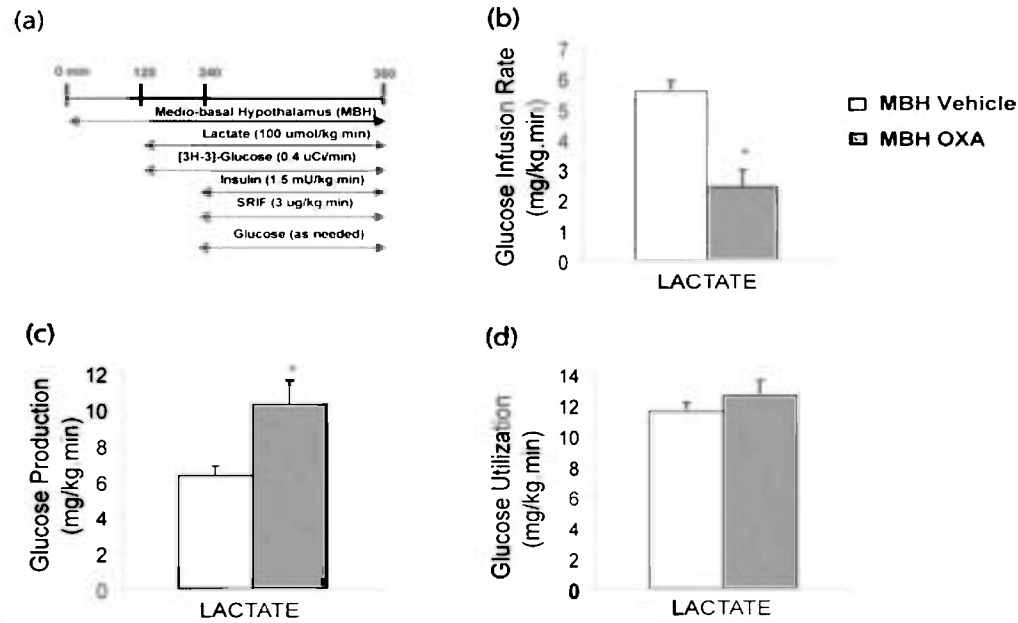 (a)
0 min 120 240 360
Medio-basal Hypothalamus (MBH)
Lactate (100 umol/kg min)
[3H-3]-Glucose (0.4 uCi/min)
Insulin (1.5 mU/kg min)
SRIF (3 ug/kg min)
Glucose (as needed)
(b)
Glucose Infusion Rate
(mg/kg.min)
7
6
5
4
3
2
1
0
*
LACTATE
MBH Vehicle
MBH OXA
(c)
Glucose Production
(mg/kg.min)
12
10
8
6
4
2
0
*
LACTATE
(d)
Glucose Utilization
(mg/kg.min)
14
12
10
8
6
4
2
0
LACTATE